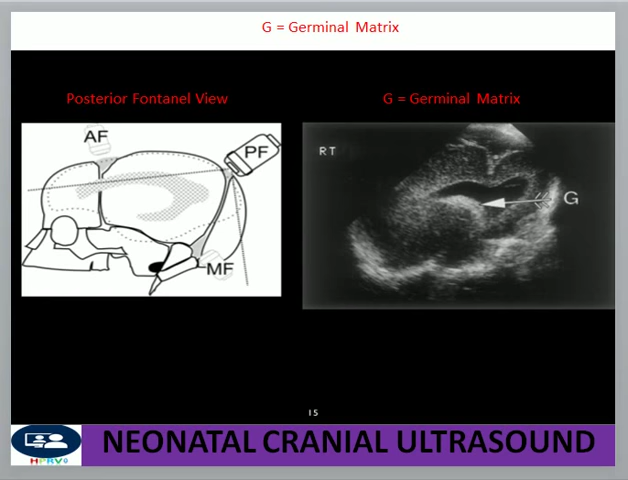 G = Germinal Matrix
Posterior Fontanel View
G = Germinal Matrix
AF
PF
MF
RT
G
15
NEONATAL CRANIAL ULTRASOUND